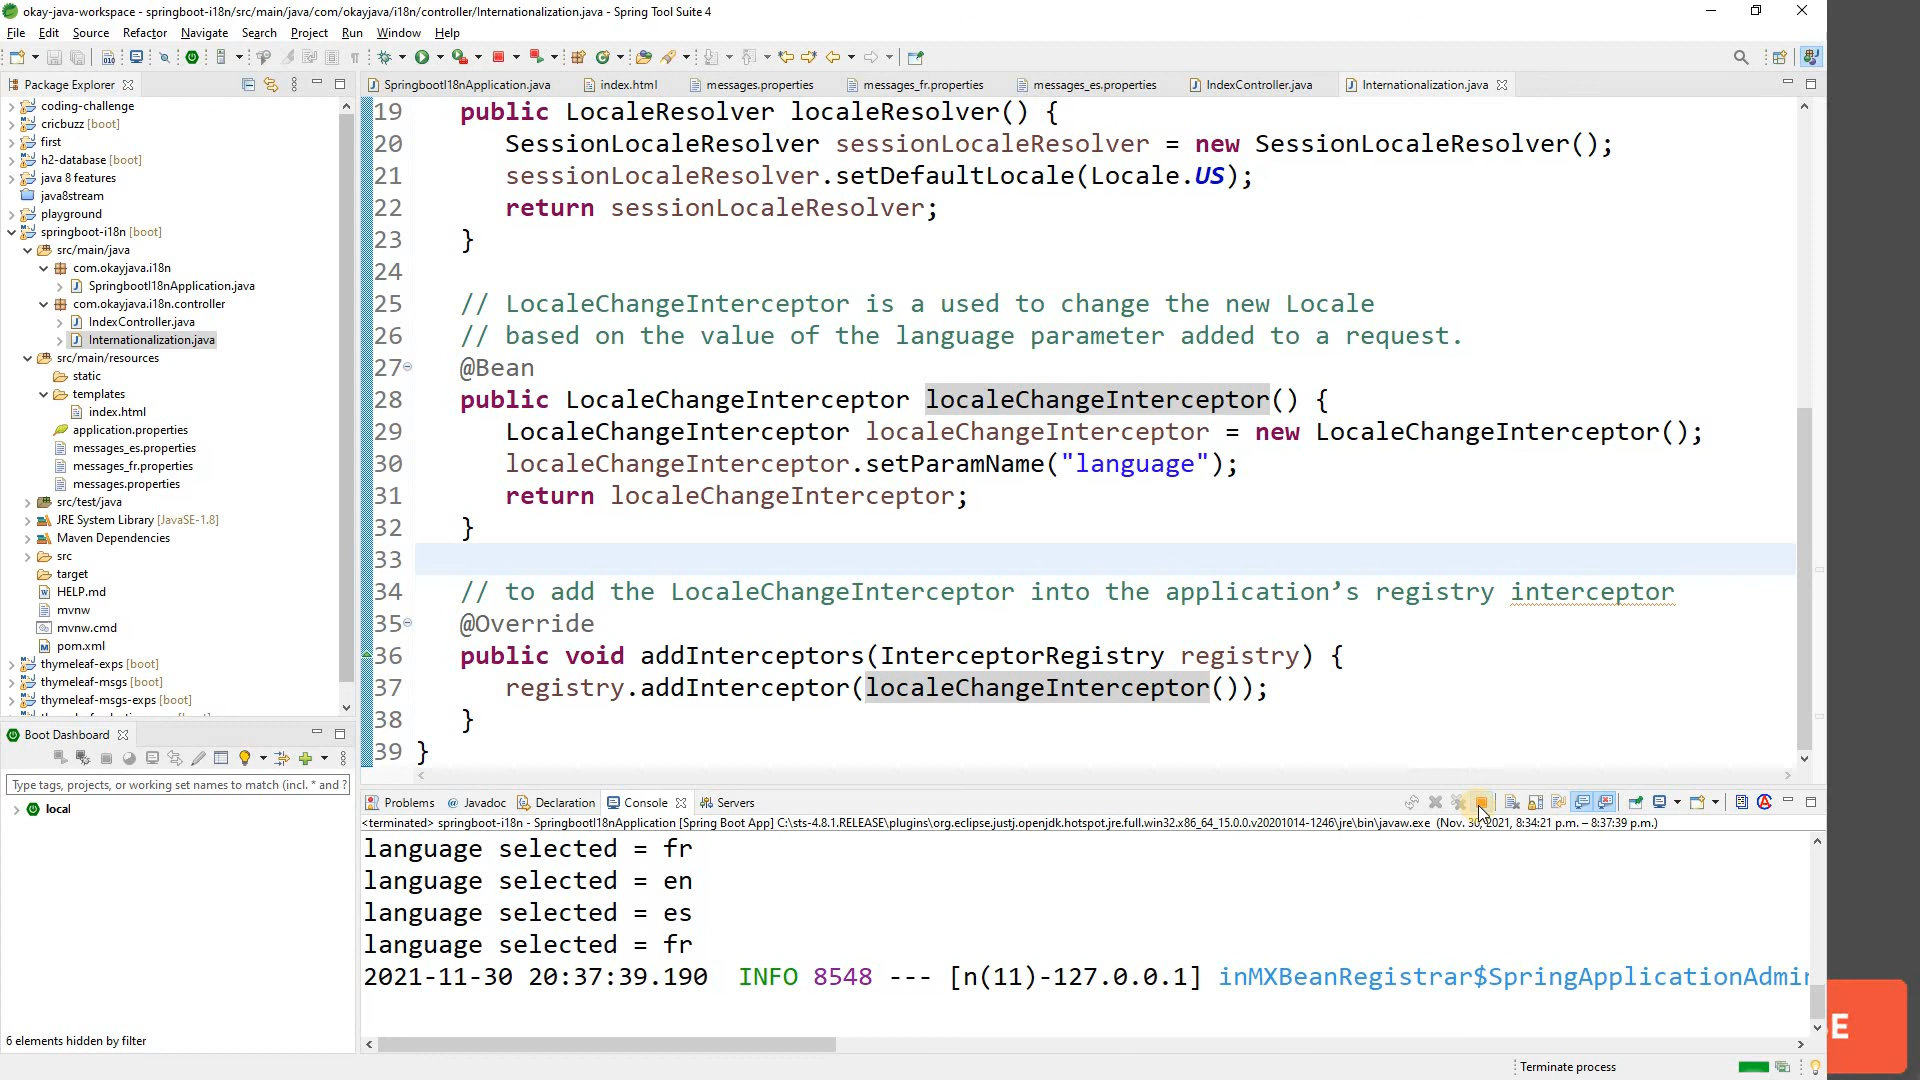 okay-java-workspace - springboot-i18n/src/main/java/com/okayjava/i18n/controller/Internationalization.java - Spring Tool Suite 4
File Edit Source Refactor Navigate Search Project Run Window Help
Package Explorer
SpringbootI18nApplication.java index.html messages.properties messages_fr.properties messages_es.properties IndexController.java Internationalization.java
coding-challenge
cricbuzz [boot]
first
h2-database [boot]
java 8 features
java8stream
playground
springboot-i18n [boot]
src/main/java
com.okayjava.i18n
SpringbootI18nApplication.java
com.okayjava.i18n.controller
IndexController.java
Internationalization.java
src/main/resources
static
templates
index.html
application.properties
messages_es.properties
messages_fr.properties
messages.properties
src/test/java
JRE System Library [JavaSE-1.8]
Maven Dependencies
src
target
HELP.md
mvnw
mvnw.cmd
pom.xml
thymeleaf-exps [boot]
thymeleaf-msgs [boot]
thymeleaf-msgs-exps [boot]
19 public LocaleResolver localeResolver() {
20 SessionLocaleResolver sessionLocaleResolver = new SessionLocaleResolver();
21 sessionLocaleResolver.setDefaultLocale(Locale.US);
22 return sessionLocaleResolver;
23 }
24
25 // LocaleChangeInterceptor is a used to change the new Locale
26 // based on the value of the language parameter added to a request.
27 @Bean
28 public LocaleChangeInterceptor localeChangeInterceptor() {
29 LocaleChangeInterceptor localeChangeInterceptor = new LocaleChangeInterceptor();
30 localeChangeInterceptor.setParamName("language");
31 return localeChangeInterceptor;
32 }
33
34 // to add the LocaleChangeInterceptor into the application’s registry interceptor
35 @Override
36 public void addInterceptors(InterceptorRegistry registry) {
37 registry.addInterceptor(localeChangeInterceptor());
38 }
39 }
Boot Dashboard
Type tags, projects, or working set names to match (incl. * and ?
local
6 elements hidden by filter
Problems Javadoc Declaration Console Servers
<terminated> springboot-i18n - SpringbootI18nApplication [Spring Boot App] C:\sts-4.8.1.RELEASE\plugins\org.eclipse.justj.openjdk.hotspot.jre.full.win32.x86_64_15.0.0.v20201014-1246\jre\bin\javaw.exe (Nov. 30, 2021, 8:34:21 p.m. – 8:37:39 p.m.)
language selected = fr
language selected = en
language selected = es
language selected = fr
2021-11-30 20:37:39.190 INFO 8548 --- [n(11)-127.0.0.1] inMXBeanRegistrar$SpringApplicationAdmin
Terminate process